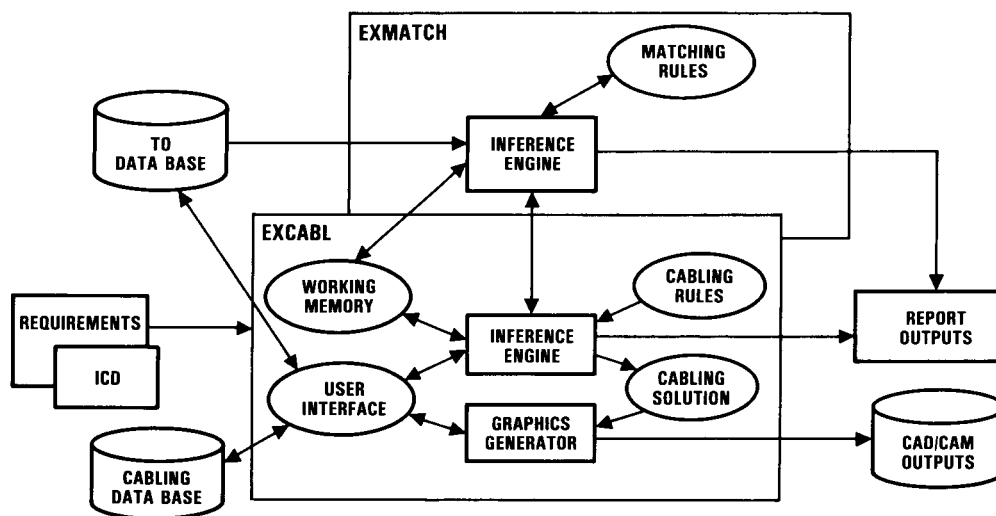 EXMATCH
MATCHING
RULES
TO
DATA BASE
INFERENCE
ENGINE
EXCABL
WORKING
MEMORY
CABLING
RULES
REQUIREMENTS
ICD
INFERENCE
ENGINE
REPORT
OUTPUTS
USER
INTERFACE
CABLING
SOLUTION
GRAPHICS
GENERATOR
CAD/CAM
OUTPUTS
CABLING
DATA BASE